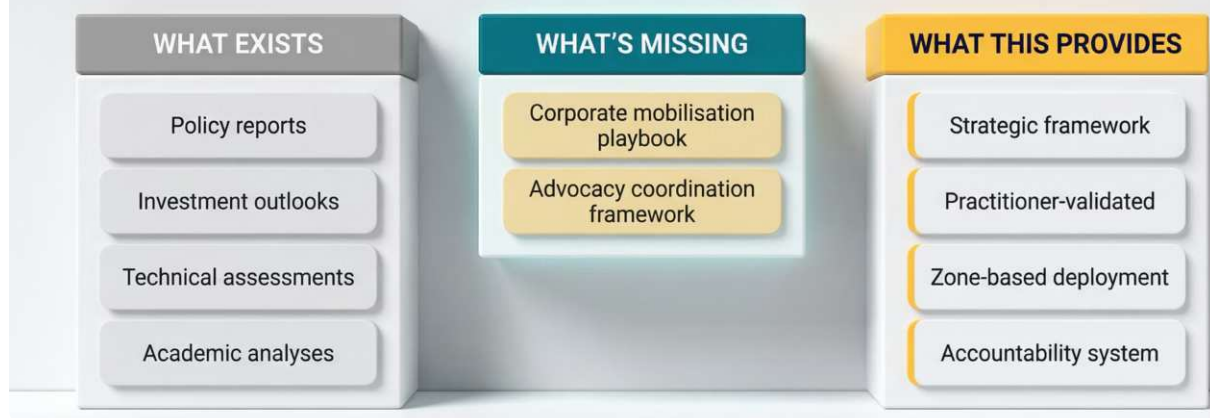 WHAT EXISTS
Policy reports
Investment outlooks
Technical assessments
Academic analyses
WHAT'S MISSING
Corporate mobilisation
playbook
Advocacy coordination
framework
WHAT THIS PROVIDES
Strategic framework
Practitioner-validated
Zone-based deployment
Accountability system